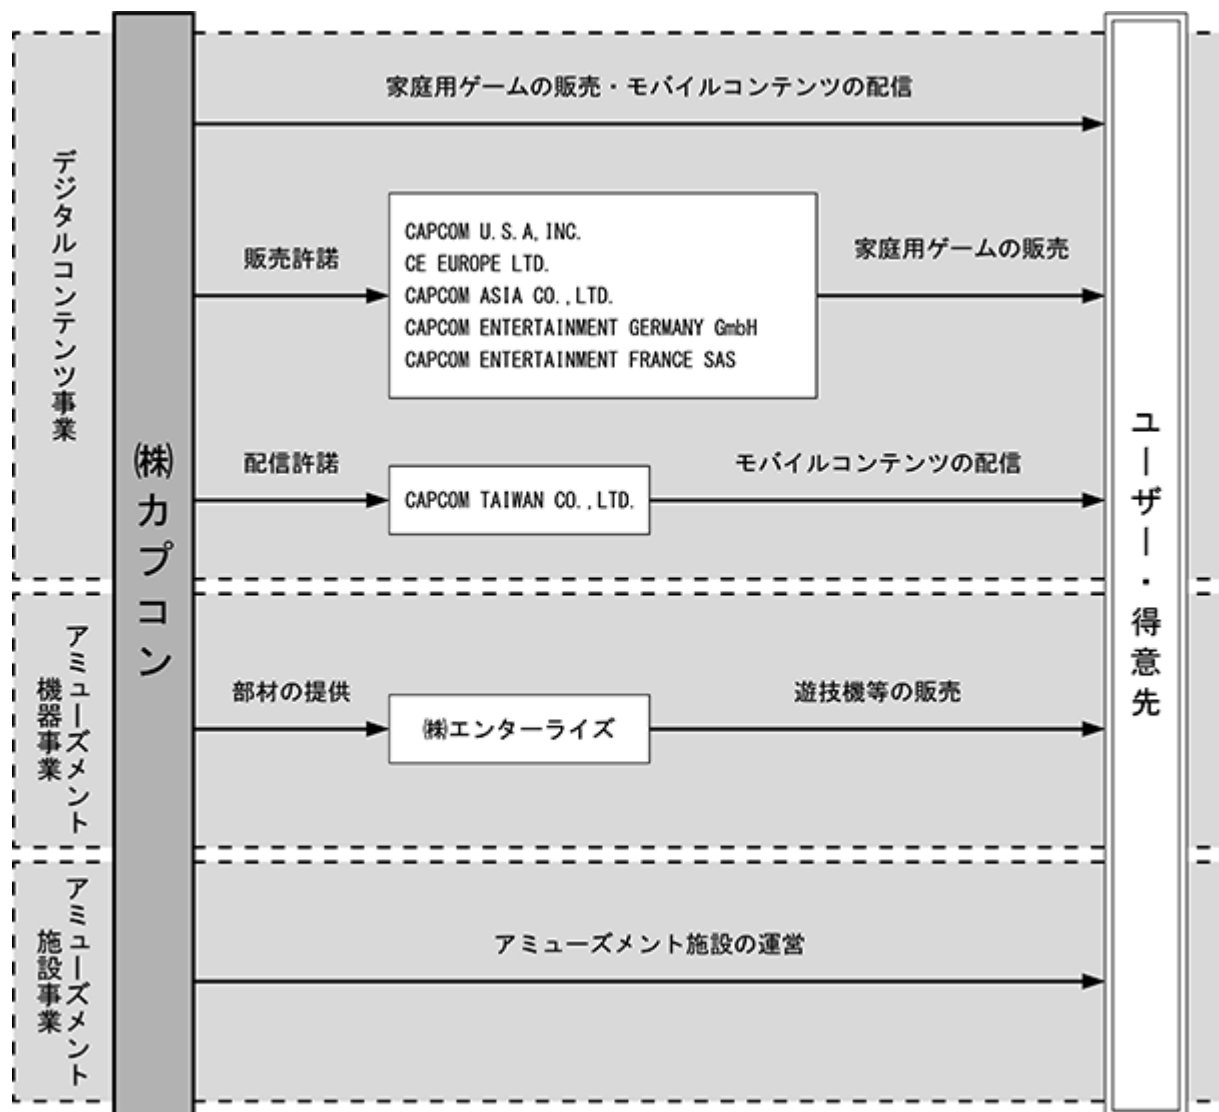 デジタルコンテンツ事業
㈱カプコン
家庭用ゲームの販売・モバイルコンテンツの配信
販売許諾
CAPCOM U.S.A,INC.
CE EUROPE LTD.
CAPCOM ASIA CO.,LTD.
CAPCOM ENTERTAINMENT GERMANY GmbH
CAPCOM ENTERTAINMENT FRANCE SAS
家庭用ゲームの販売
配信許諾
CAPCOM TAIWAN CO.,LTD.
モバイルコンテンツの配信
ユーザー・得意先
アミューズメント
機器事業
部材の提供
㈱エンターライズ
遊技機等の販売
アミューズメント
施設事業
アミューズメント施設の運営